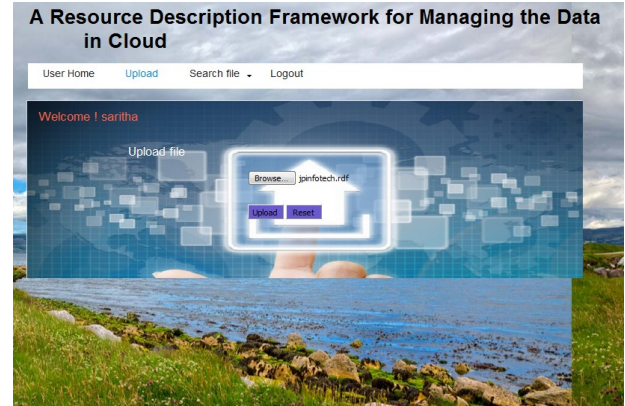 A Resource Description Framework for Managing the Data
in Cloud
User Home Upload Search file Logout
Welcome ! saritha
Upload file
Browse... jpinfotech.rdf
Upload Reset